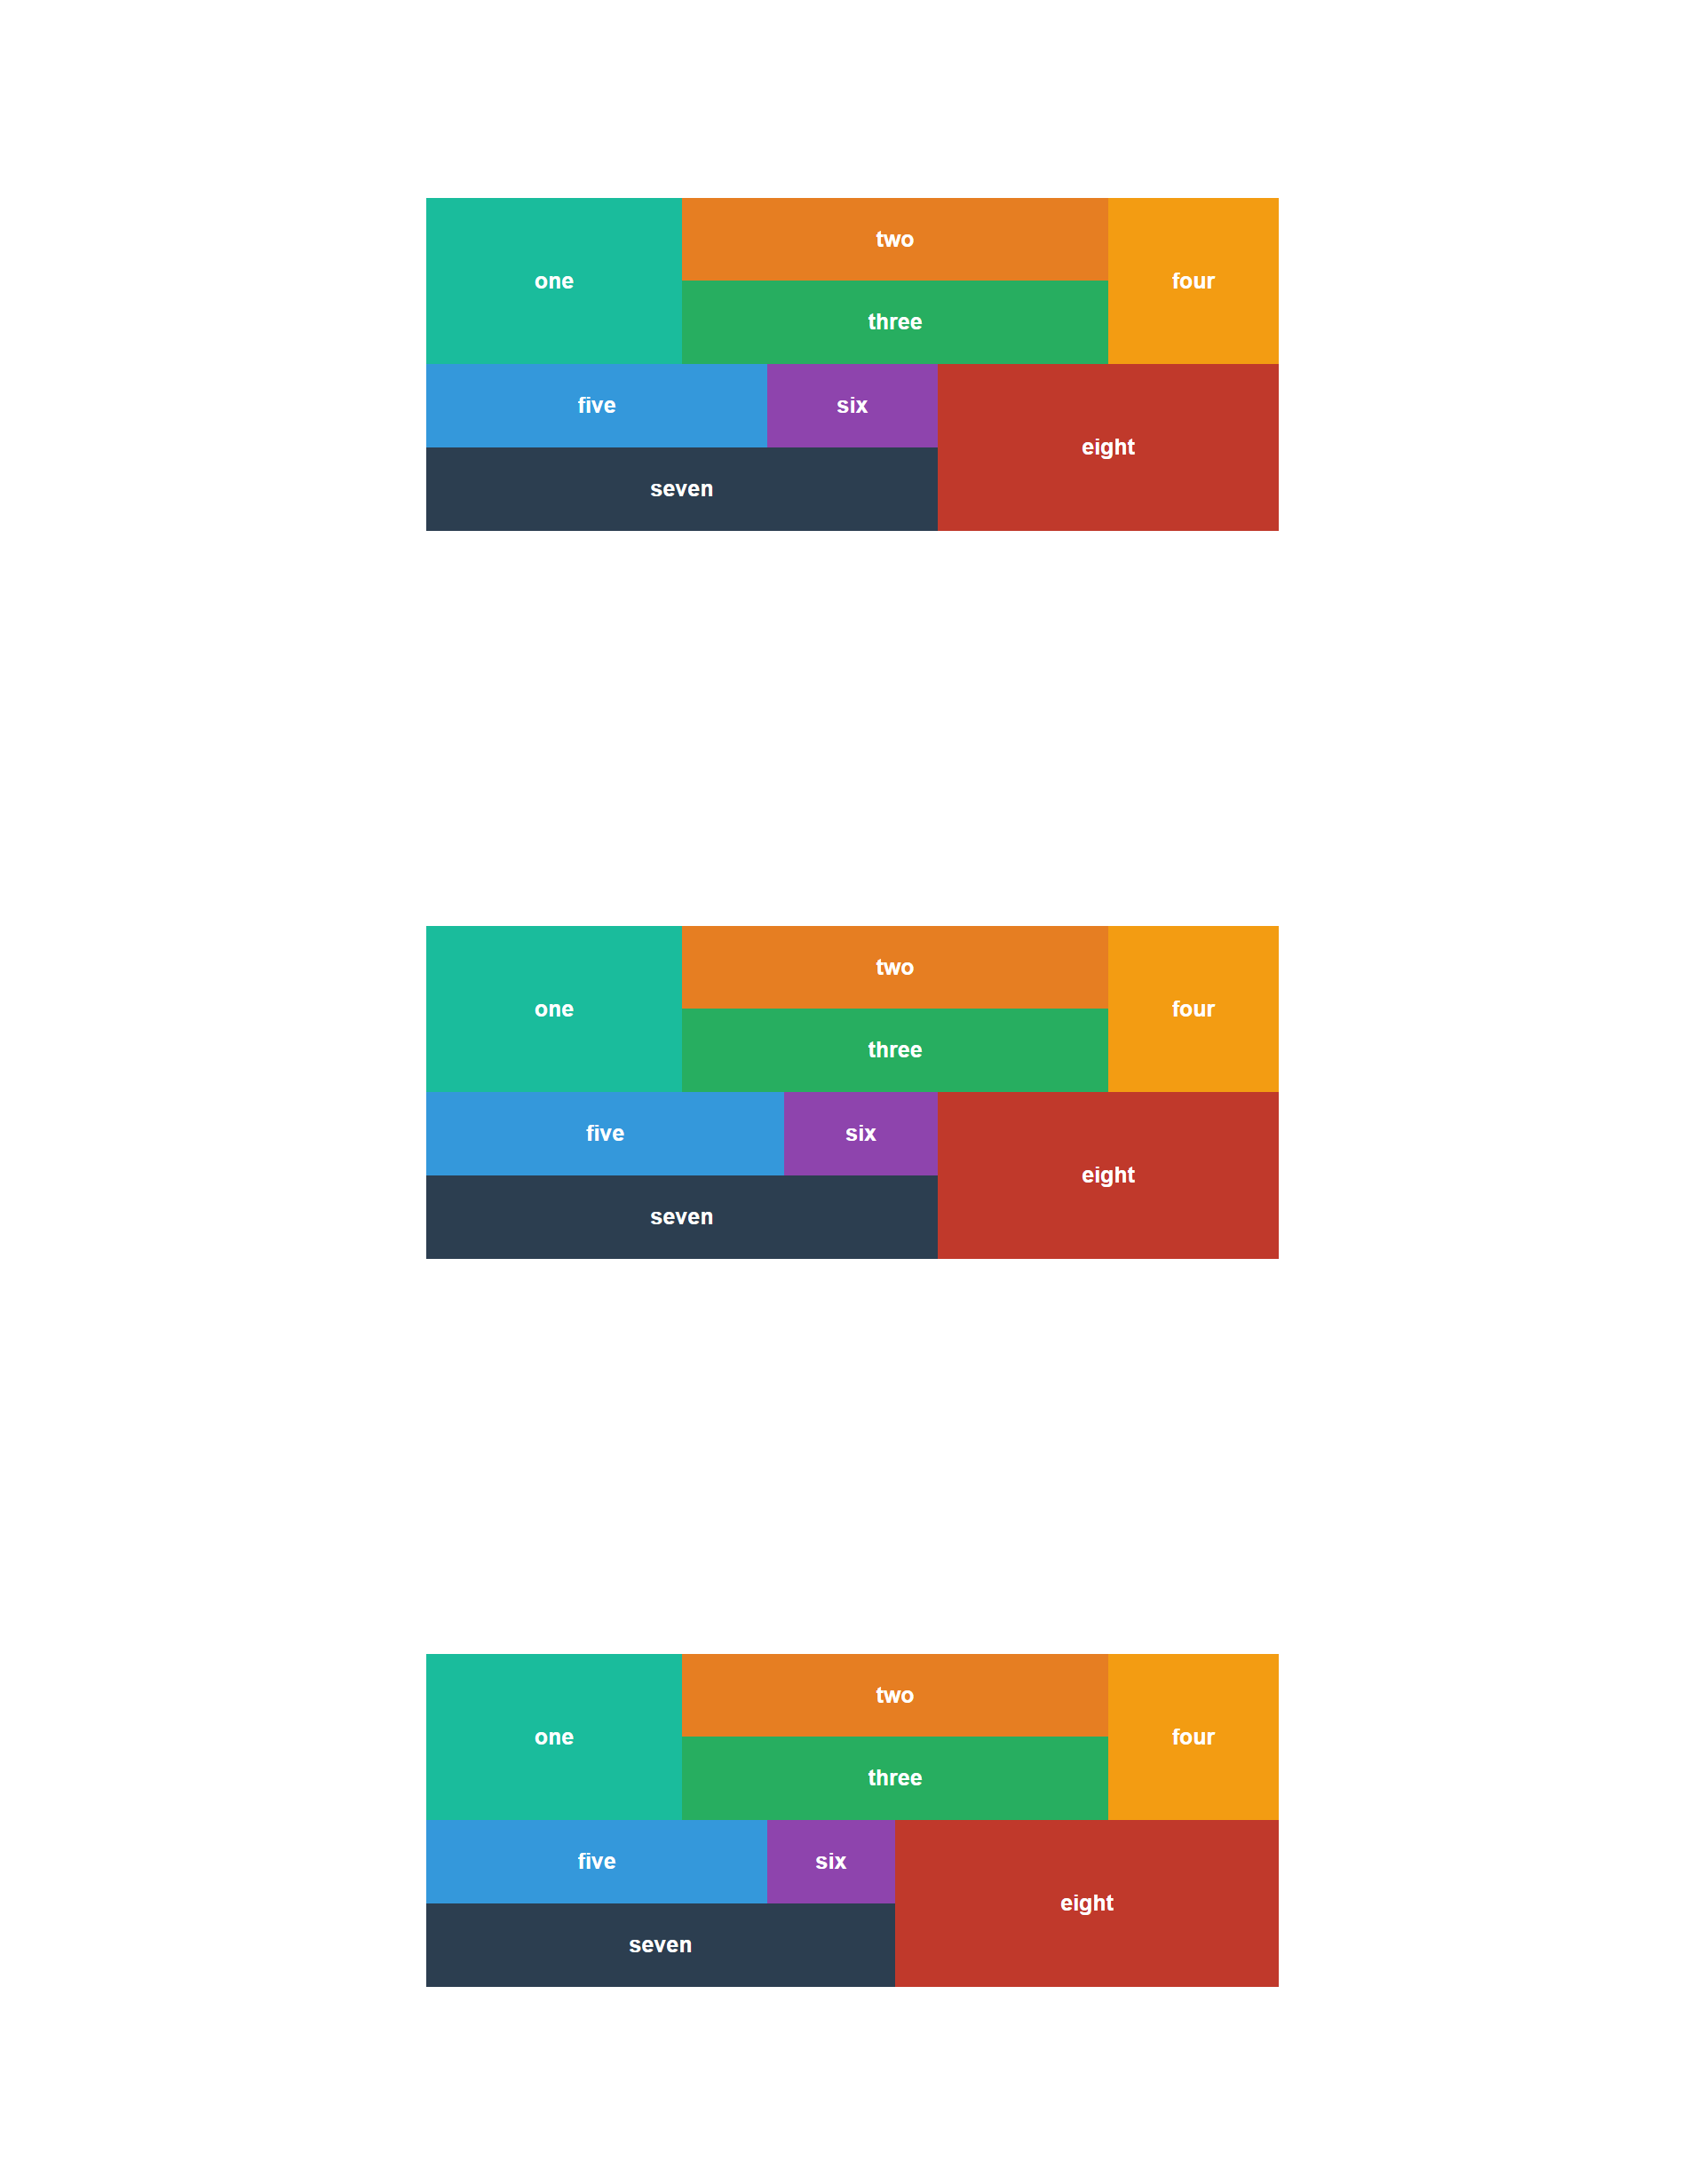 one
two
three
four
five
six
seven
eight
one
two
three
four
five
six
seven
eight
one
two
three
four
five
six
seven
eight